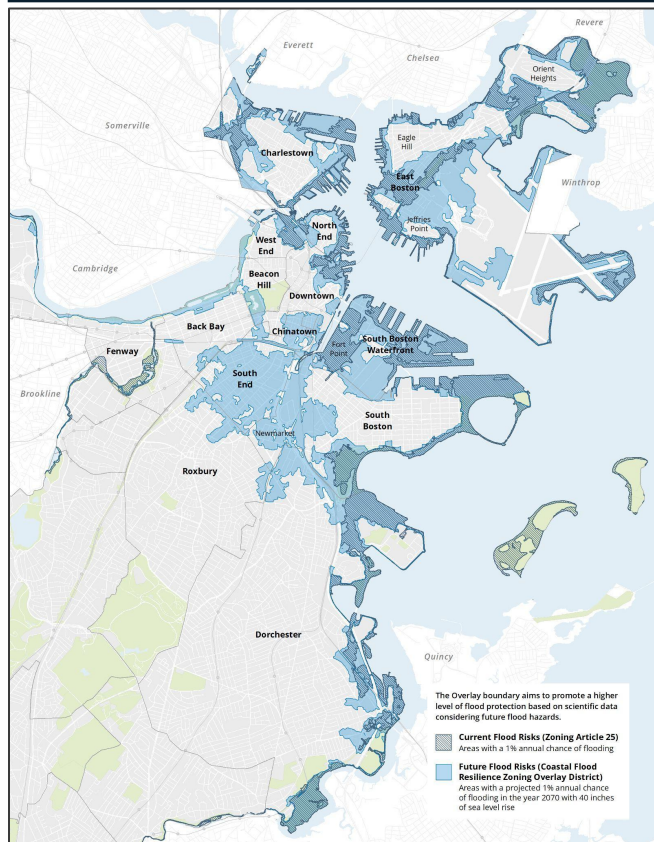 Revere
Everett
Chelsea
Orient
Heights
Somerville
Eagle
Hill
Charlestown
East
Boston
Winthrop
Jeffries
Point
North
End
West
End
Cambridge
Beacon
Hill
Downtown
Back Bay
Chinatown
Fort
Point
South Boston
Waterfront
Fenway
South
End
Brookline
South
Boston
Newmarket
Roxbury
Dorchester
Quincy
The Overlay boundary aims to promote a higher
level of flood protection based on scientific data
considering future flood hazards.
Current Flood Risks (Zoning Article 25)
Areas with a 1% annual chance of flooding
Future Flood Risks (Coastal Flood
Resilience Zoning Overlay District)
Areas with a projected 1% annual chance
of flooding in the year 2070 with 40 inches
of sea level rise